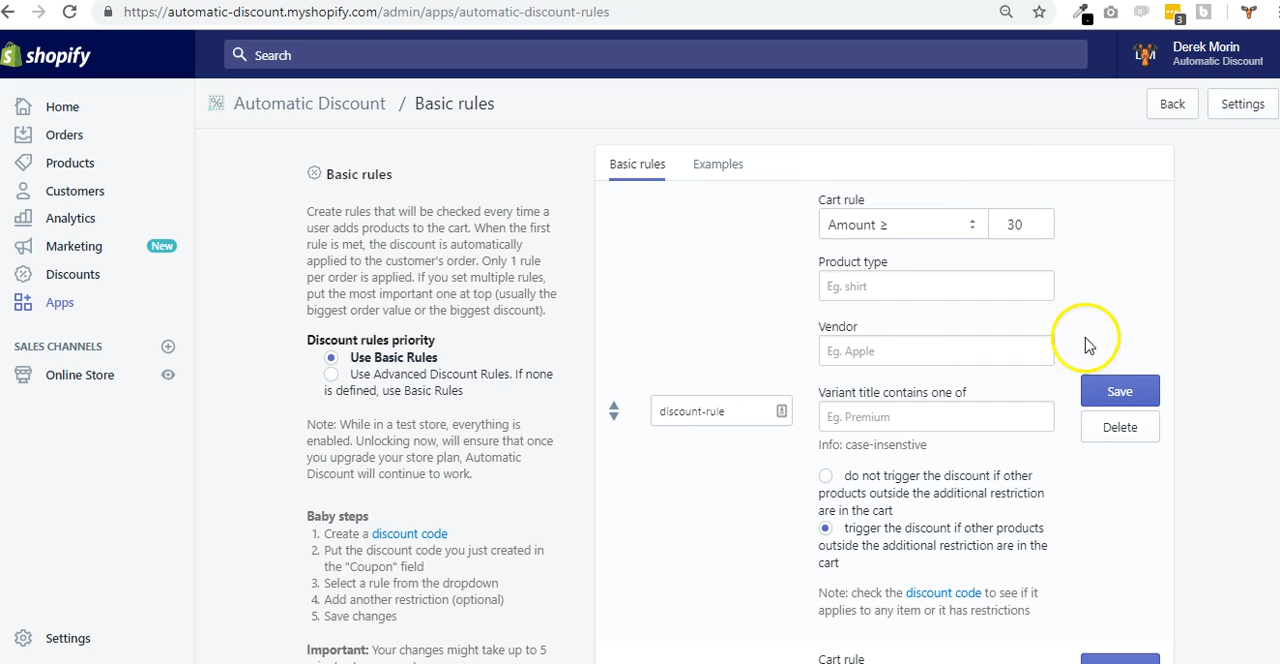 https://automatic-discount.myshopify.com/admin/apps/automatic-discount-rules
3
b
shopify
Search
Derek Morin
Automatic Discount
Home
Orders
Products
Customers
Analytics
Marketing New
Discounts
Apps
SALES CHANNELS
Online Store
Settings
Automatic Discount / Basic rules
Back
Settings
Basic rules
Create rules that will be checked every time a
user adds products to the cart. When the first
rule is met, the discount is automatically
applied to the customer's order. Only 1 rule
per order is applied. If you set multiple rules,
put the most important one at top (usually the
biggest order value or the biggest discount).
Discount rules priority
Use Basic Rules
Use Advanced Discount Rules. If none
is defined, use Basic Rules
Note: While in a test store, everything is
enabled. Unlocking now, will ensure that once
you upgrade your store plan, Automatic
Discount will continue to work.
Baby steps
1. Create a discount code
2. Put the discount code you just created in
the "Coupon" field
3. Select a rule from the dropdown
4. Add another restriction (optional)
5. Save changes
Important: Your changes might take up to 5
Basic rules
Examples
discount-rule
Cart rule
Amount ≥ 30
Product type
Eg. shirt
Vendor
Eg. Apple
Variant title contains one of
Eg. Premium
Info: case-insenstive
do not trigger the discount if other
products outside the additional restriction
are in the cart
trigger the discount if other products
outside the additional restriction are in the
cart
Note: check the discount code to see if it
applies to any item or it has restrictions
Save
Delete
Cart rule